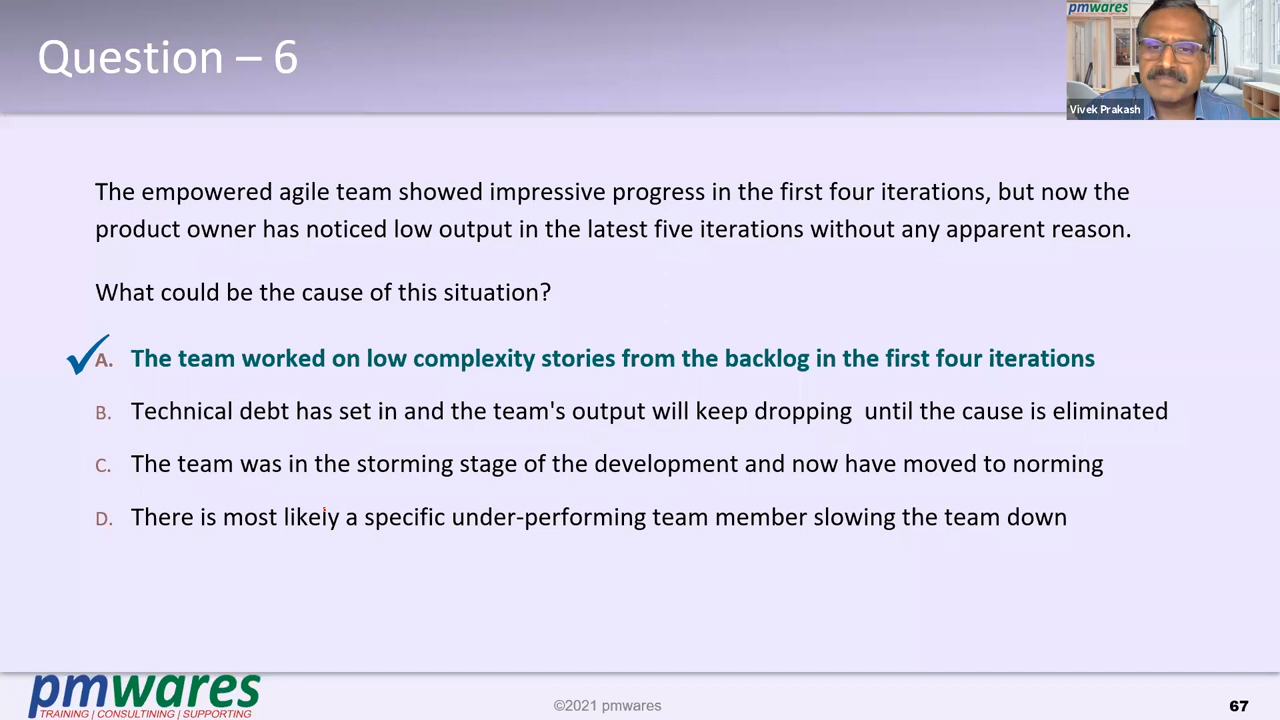 Question – 6
pmwares
Vivek Prakash
The empowered agile team showed impressive progress in the first four iterations, but now the
product owner has noticed low output in the latest five iterations without any apparent reason.
What could be the cause of this situation?
A. The team worked on low complexity stories from the backlog in the first four iterations
B. Technical debt has set in and the team's output will keep dropping  until the cause is eliminated
C. The team was in the storming stage of the development and now have moved to norming
D. There is most likely a specific under-performing team member slowing the team down
pmwares
TRAINING | CONSULTINING | SUPPORTING
©2021 pmwares
67